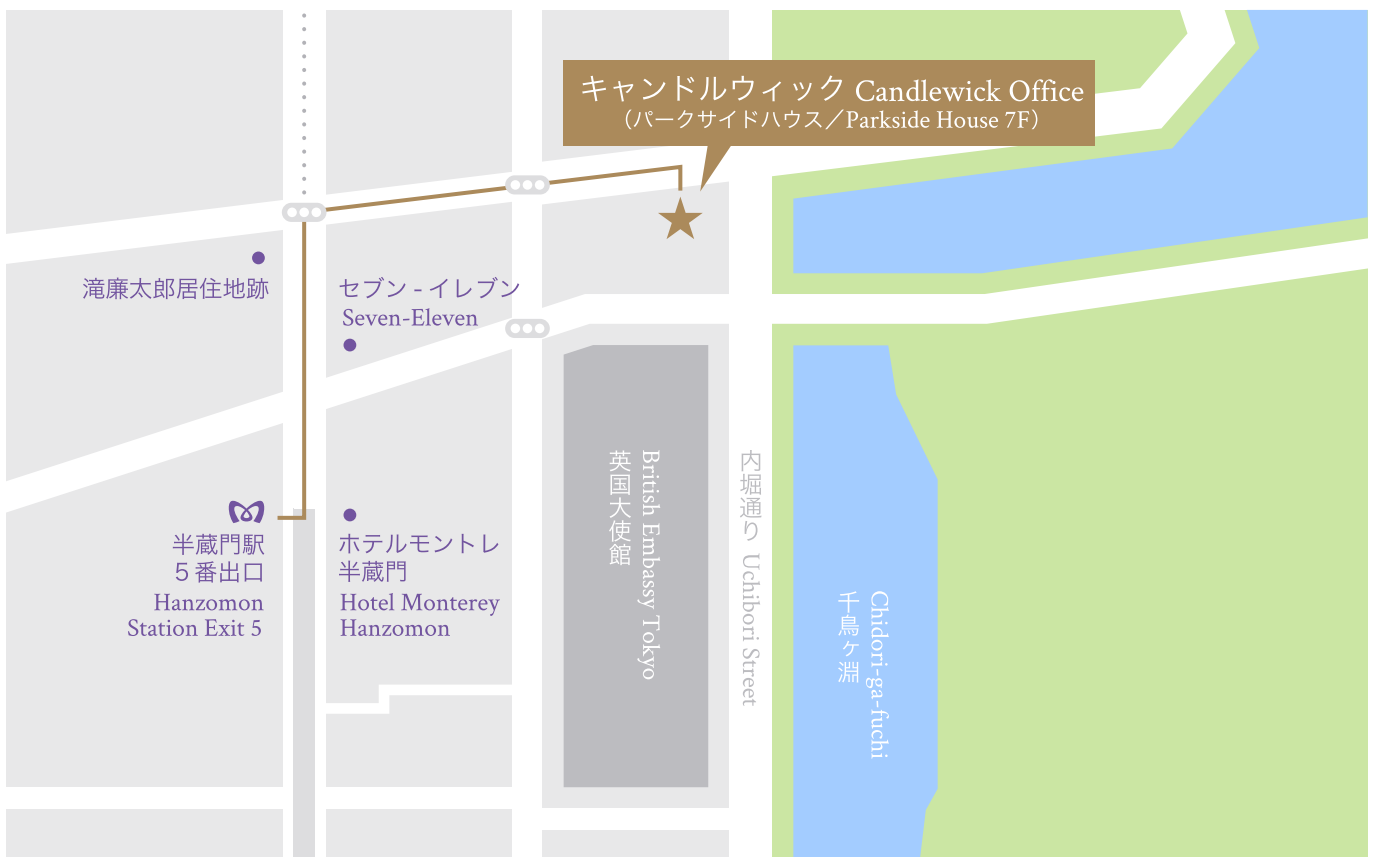 キャンドルウィック Candlewick Office
（パークサイドハウス／Parkside House 7F）
滝廉太郎居住地跡
セブン - イレブン
Seven-Eleven
半蔵門駅
５番出口
Hanzomon
Station Exit 5
ホテルモントレ
半蔵門
Hotel Monterey
Hanzomon
British Embassy Tokyo
英国大使館
内堀通り Uchibori Street
Chidori-ga-fuchi
千鳥ヶ淵